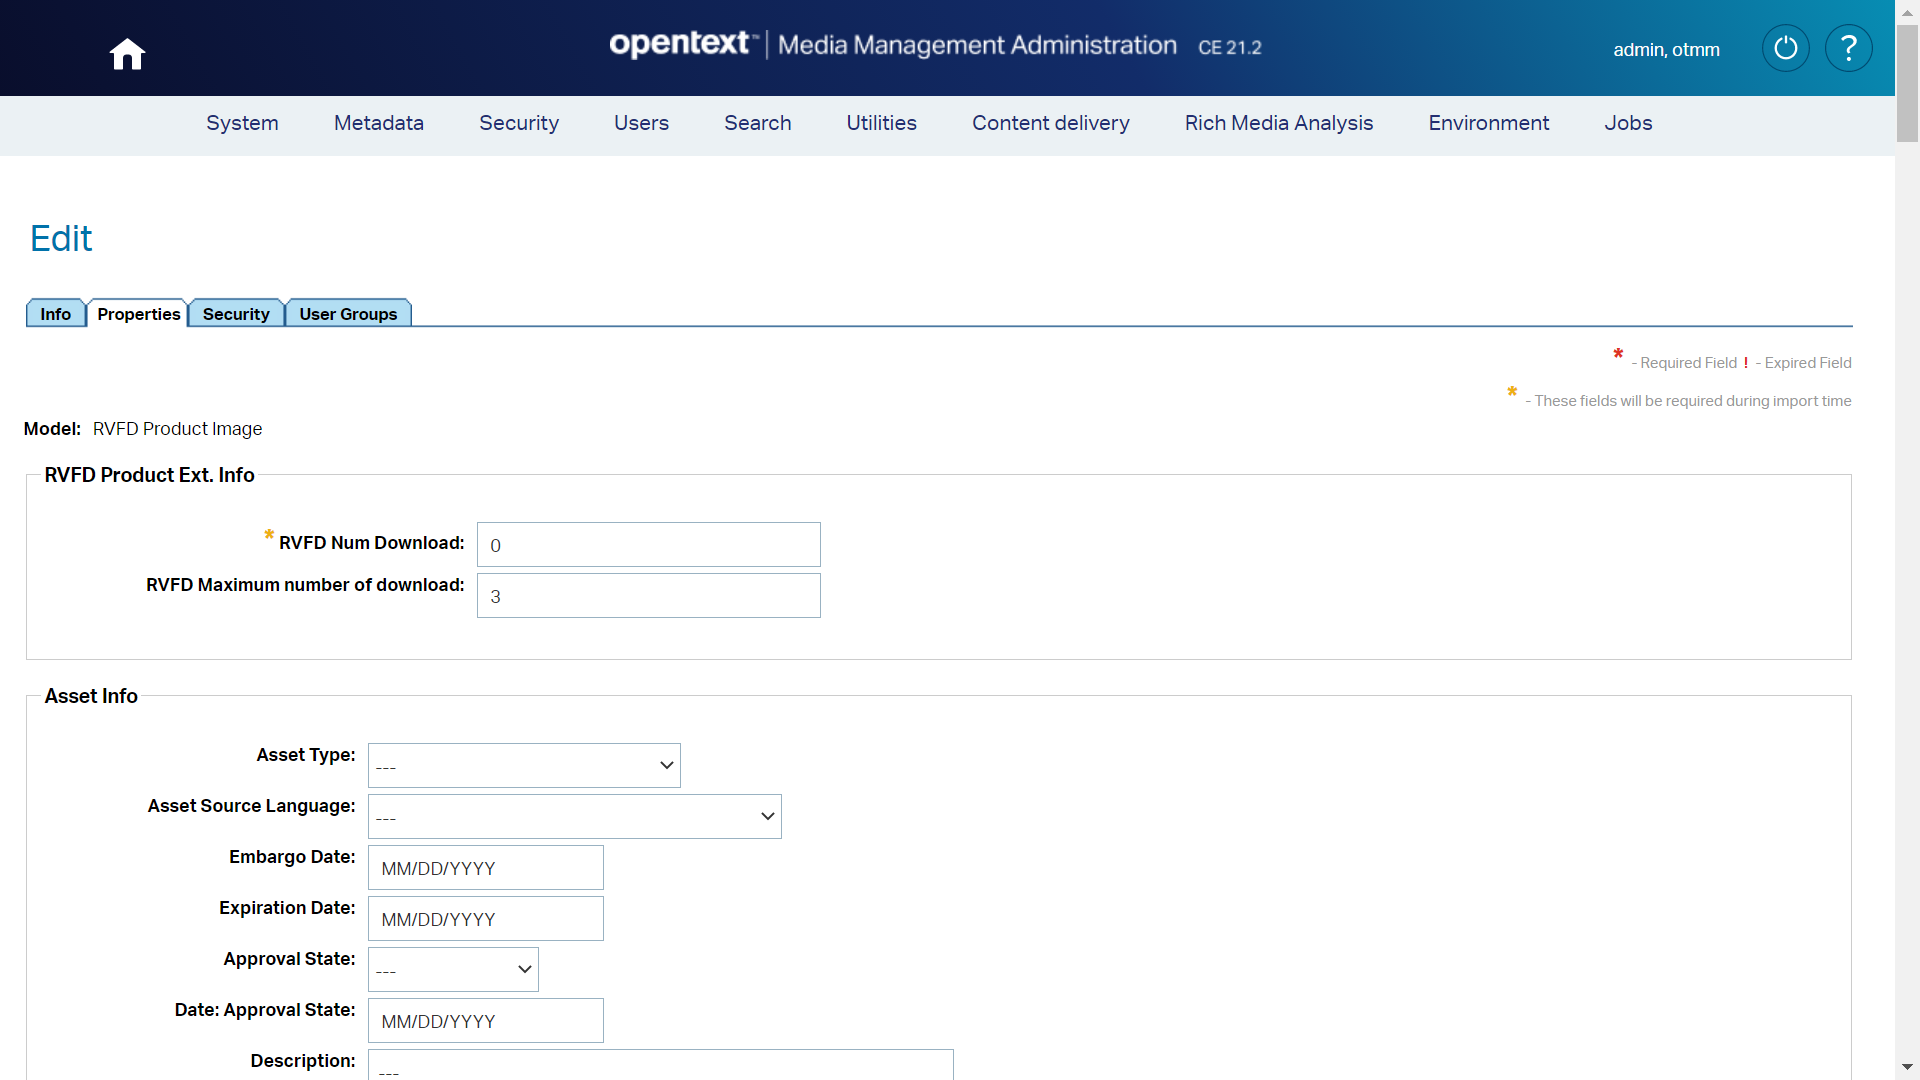 opentext™ | Media Management Administration CE 21.2
admin, otmm
?
System Metadata Security Users Search Utilities Content delivery Rich Media Analysis Environment Jobs
Edit
Info Properties Security User Groups
* - Required Field ! - Expired Field
* - These fields will be required during import time
Model: RVFD Product Image
RVFD Product Ext. Info
* RVFD Num Download: 0
RVFD Maximum number of download: 3
Asset Info
Asset Type: ---
Asset Source Language: ---
Embargo Date: MM/DD/YYYY
Expiration Date: MM/DD/YYYY
Approval State: ---
Date: Approval State: MM/DD/YYYY
Description: ---